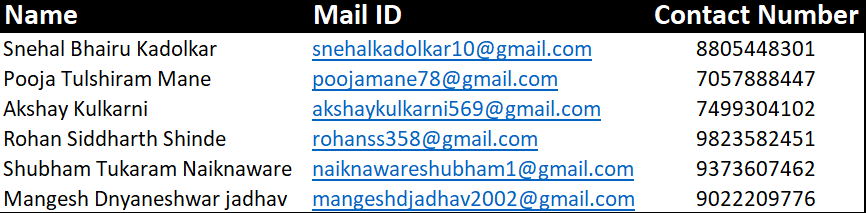 Name Mail ID Contact Number
Snehal Bhairu Kadolkar snehalkadolkar10@gmail.com 8805448301
Pooja Tulshiram Mane poojamane78@gmail.com 7057888447
Akshay Kulkarni akshaykulkarni569@gmail.com 7499304102
Rohan Siddharth Shinde rohanss358@gmail.com 9823582451
Shubham Tukaram Naiknaware naiknawareshubham1@gmail.com 9373607462
Mangesh Dnyaneshwar jadhav mangeshdjadhav2002@gmail.com 9022209776